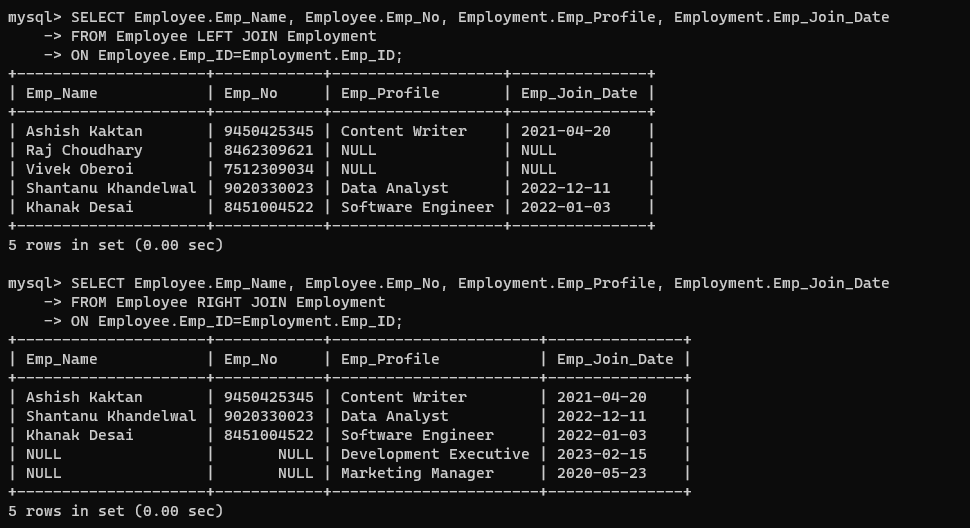 mysql> SELECT Employee.Emp_Name, Employee.Emp_No, Employment.Emp_Profile, Employment.Emp_Join_Date
    -> FROM Employee LEFT JOIN Employment
    -> ON Employee.Emp_ID=Employment.Emp_ID;
+---------------------+------------+-------------------+---------------+
| Emp_Name            | Emp_No     | Emp_Profile       | Emp_Join_Date |
+---------------------+------------+-------------------+---------------+
| Ashish Kaktan       | 9450425345 | Content Writer    | 2021-04-20    |
| Raj Choudhary       | 8462309621 | NULL              | NULL          |
| Vivek Oberoi        | 7512309034 | NULL              | NULL          |
| Shantanu Khandelwal | 9020330023 | Data Analyst      | 2022-12-11    |
| Khanak Desai        | 8451004522 | Software Engineer | 2022-01-03    |
+---------------------+------------+-------------------+---------------+
5 rows in set (0.00 sec)
mysql> SELECT Employee.Emp_Name, Employee.Emp_No, Employment.Emp_Profile, Employment.Emp_Join_Date
    -> FROM Employee RIGHT JOIN Employment
    -> ON Employee.Emp_ID=Employment.Emp_ID;
+---------------------+------------+-----------------------+---------------+
| Emp_Name            | Emp_No     | Emp_Profile           | Emp_Join_Date |
+---------------------+------------+-----------------------+---------------+
| Ashish Kaktan       | 9450425345 | Content Writer        | 2021-04-20    |
| Shantanu Khandelwal | 9020330023 | Data Analyst          | 2022-12-11    |
| Khanak Desai        | 8451004522 | Software Engineer     | 2022-01-03    |
| NULL                |       NULL | Development Executive | 2023-02-15    |
| NULL                |       NULL | Marketing Manager     | 2020-05-23    |
+---------------------+------------+-----------------------+---------------+
5 rows in set (0.00 sec)